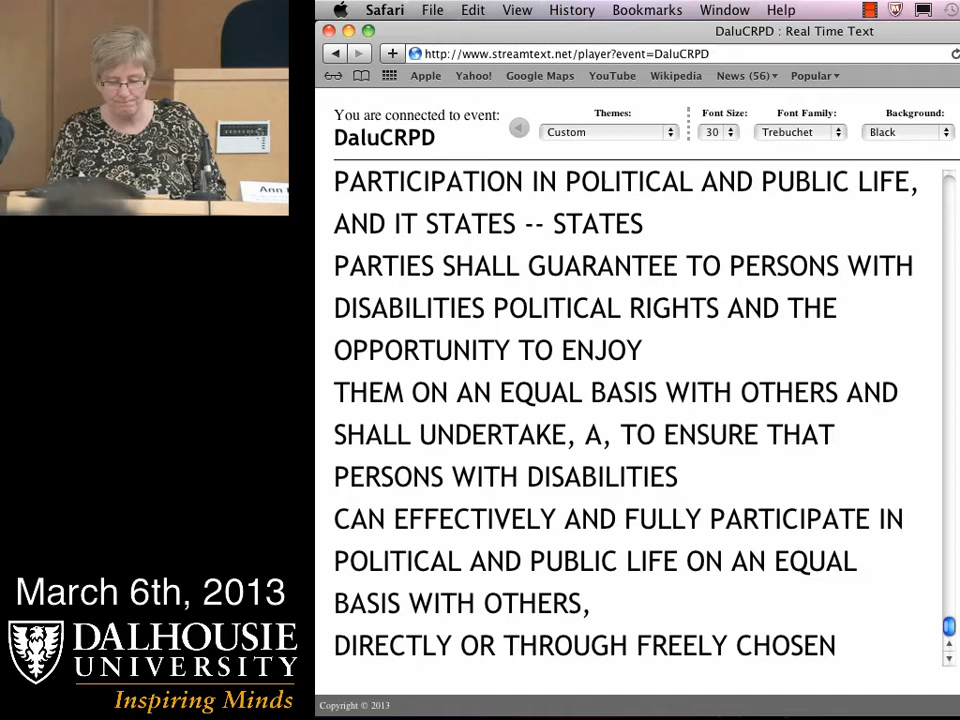 Safari File Edit View History Bookmarks Window Help
DaluCRPD : Real Time Text
http://www.streamtext.net/player?event=DaluCRPD
Apple Yahoo! Google Maps YouTube Wikipedia News (56) Popular
You are connected to event:
DaluCRPD
Themes:
Custom
Font Size:
30
Font Family:
Trebuchet
Background:
Black
PARTICIPATION IN POLITICAL AND PUBLIC LIFE,
AND IT STATES -- STATES
PARTIES SHALL GUARANTEE TO PERSONS WITH
DISABILITIES POLITICAL RIGHTS AND THE
OPPORTUNITY TO ENJOY
THEM ON AN EQUAL BASIS WITH OTHERS AND
SHALL UNDERTAKE, A, TO ENSURE THAT
PERSONS WITH DISABILITIES
CAN EFFECTIVELY AND FULLY PARTICIPATE IN
POLITICAL AND PUBLIC LIFE ON AN EQUAL
BASIS WITH OTHERS,
DIRECTLY OR THROUGH FREELY CHOSEN
Copyright © 2013
Ann
March 6th, 2013
DALHOUSIE
UNIVERSITY
Inspiring Minds